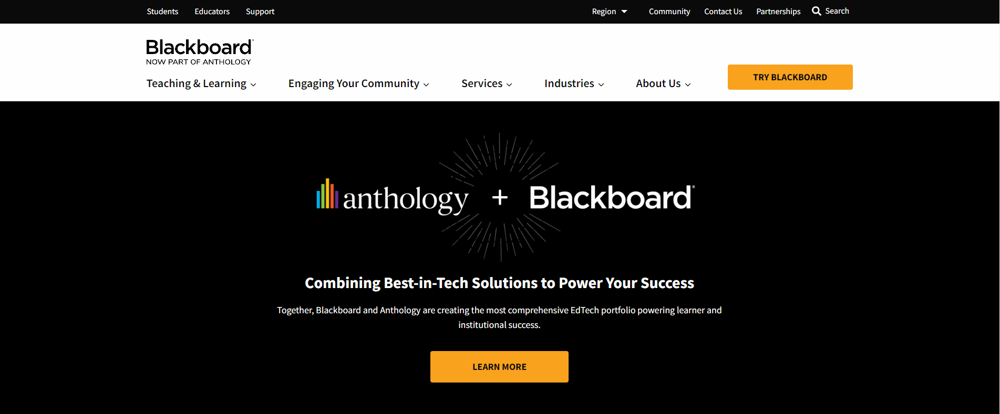 Students Educators Support Region Community Contact Us Partnerships Search
Blackboard®
NOW PART OF ANTHOLOGY
Teaching & Learning Engaging Your Community Services Industries About Us TRY BLACKBOARD
anthology + Blackboard®
Combining Best-in-Tech Solutions to Power Your Success
Together, Blackboard and Anthology are creating the most comprehensive EdTech portfolio powering learner and
institutional success.
LEARN MORE